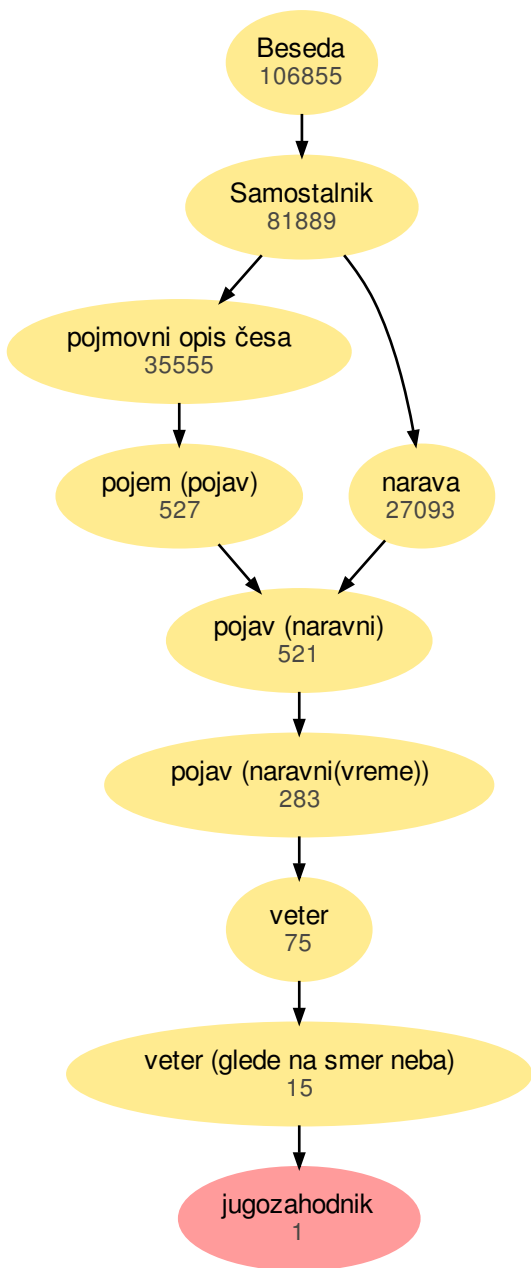 Beseda
106855
Samostalnik
81889
pojmovni opis česa
35555
pojem (pojav)
527
narava
27093
pojav (naravni)
521
pojav (naravni(vreme))
283
veter
75
veter (glede na smer neba)
15
jugozahodnik
1